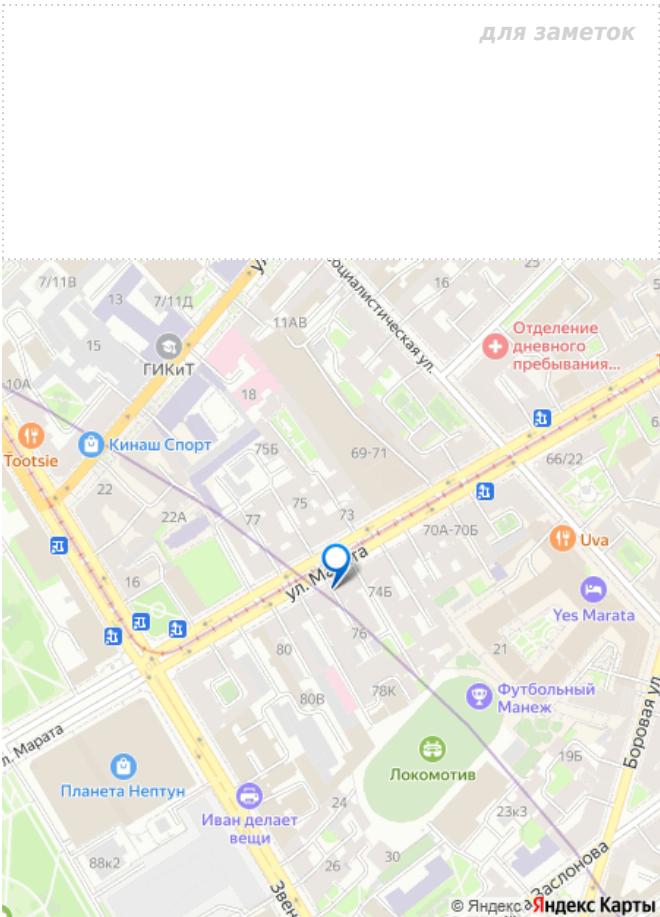 для заметок
7/11В
13
7/11Д
ул
социалистическая ул.
16
25
5
15
ГИКиТ
11АВ
Отделение
дневного
пребывания...
10А
18
Tootsie
Кинаш Спорт
75Б
69-71
66/22
6
22
22А
77
75
73
70А-70Б
Uva
16
ул. Марата
74Б
Yes Marata
80
76
21
80В
78К
Футбольный
Манеж
Боровая ул
л. Марата
Локомотив
19Б
Планета Нептун
Иван делает
вещи
24
23к3
88к2
26
30
Звен
Заслонова
© Яндекс Яндекс Карты